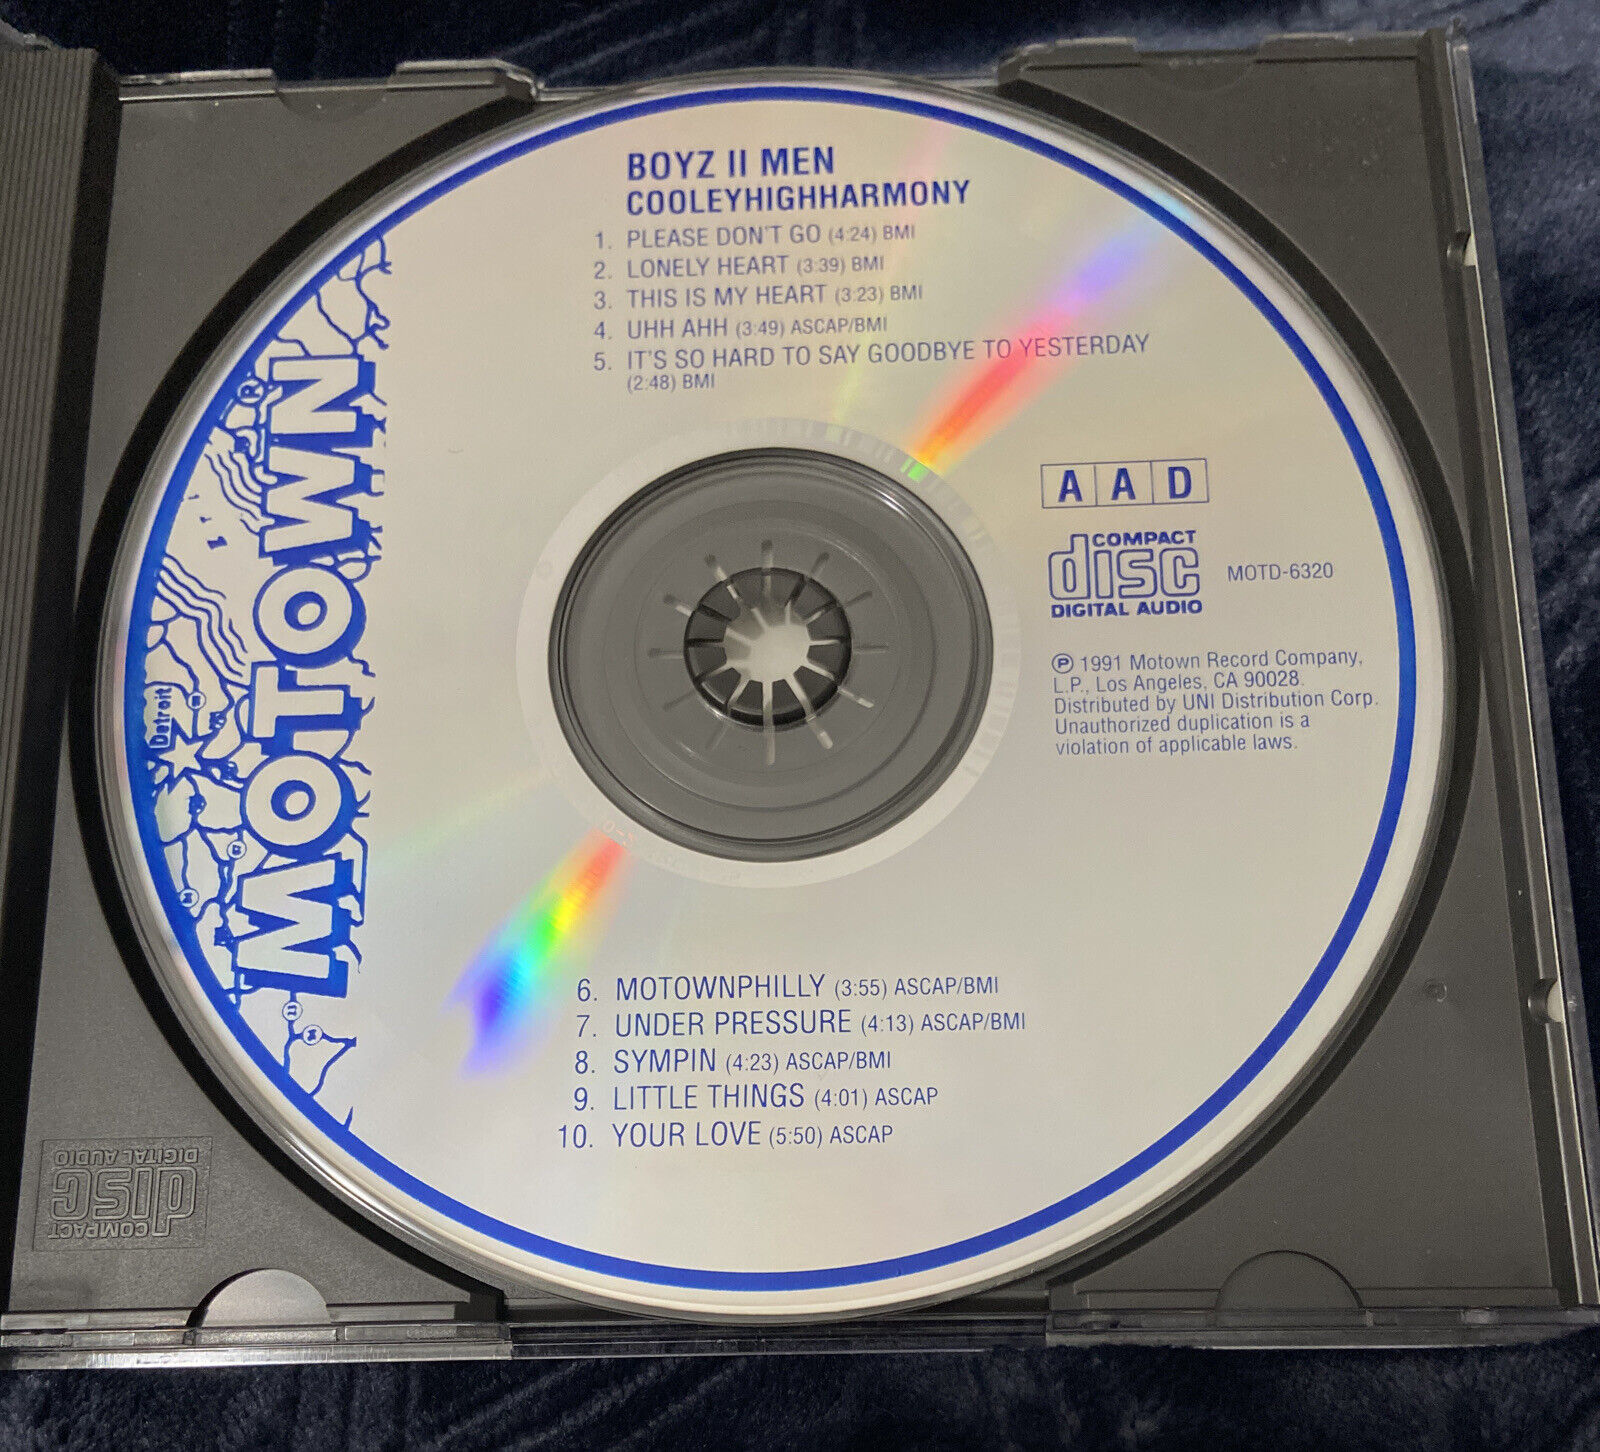 BOYZ II MEN
COOLEYHIGHHARMONY
1. PLEASE DON'T GO (4:24) BMI
2. LONELY HEART (3:39) BMI
3. THIS IS MY HEART (3:23) BMI
4. UHH AHH (3:49) ASCAP/BMI
5. IT'S SO HARD TO SAY GOODBYE TO YESTERDAY
(2:48) BMI
MOTOWN
®
Detroit
A A D
COMPACT
disc
DIGITAL AUDIO
MOTD-6320
℗ 1991 Motown Record Company,
L.P., Los Angeles, CA 90028.
Distributed by UNI Distribution Corp.
Unauthorized duplication is a
violation of applicable laws.
6. MOTOWNPHILLY (3:55) ASCAP/BMI
7. UNDER PRESSURE (4:13) ASCAP/BMI
8. SYMPIN (4:23) ASCAP/BMI
9. LITTLE THINGS (4:01) ASCAP
10. YOUR LOVE (5:50) ASCAP
COMPACT
disc
DIGITAL AUDIO